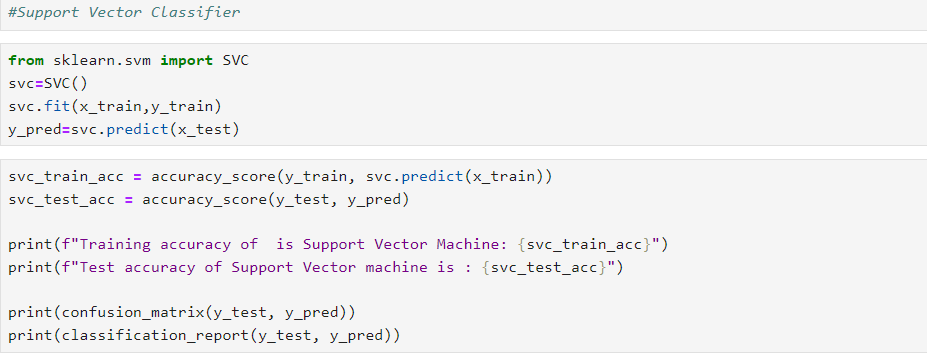 #Support Vector Classifier
from sklearn.svm import SVC
svc=SVC()
svc.fit(x_train,y_train)
y_pred=svc.predict(x_test)
svc_train_acc = accuracy_score(y_train, svc.predict(x_train))
svc_test_acc = accuracy_score(y_test, y_pred)
print(f"Training accuracy of  is Support Vector Machine: {svc_train_acc}")
print(f"Test accuracy of Support Vector machine is : {svc_test_acc}")
print(confusion_matrix(y_test, y_pred))
print(classification_report(y_test, y_pred))